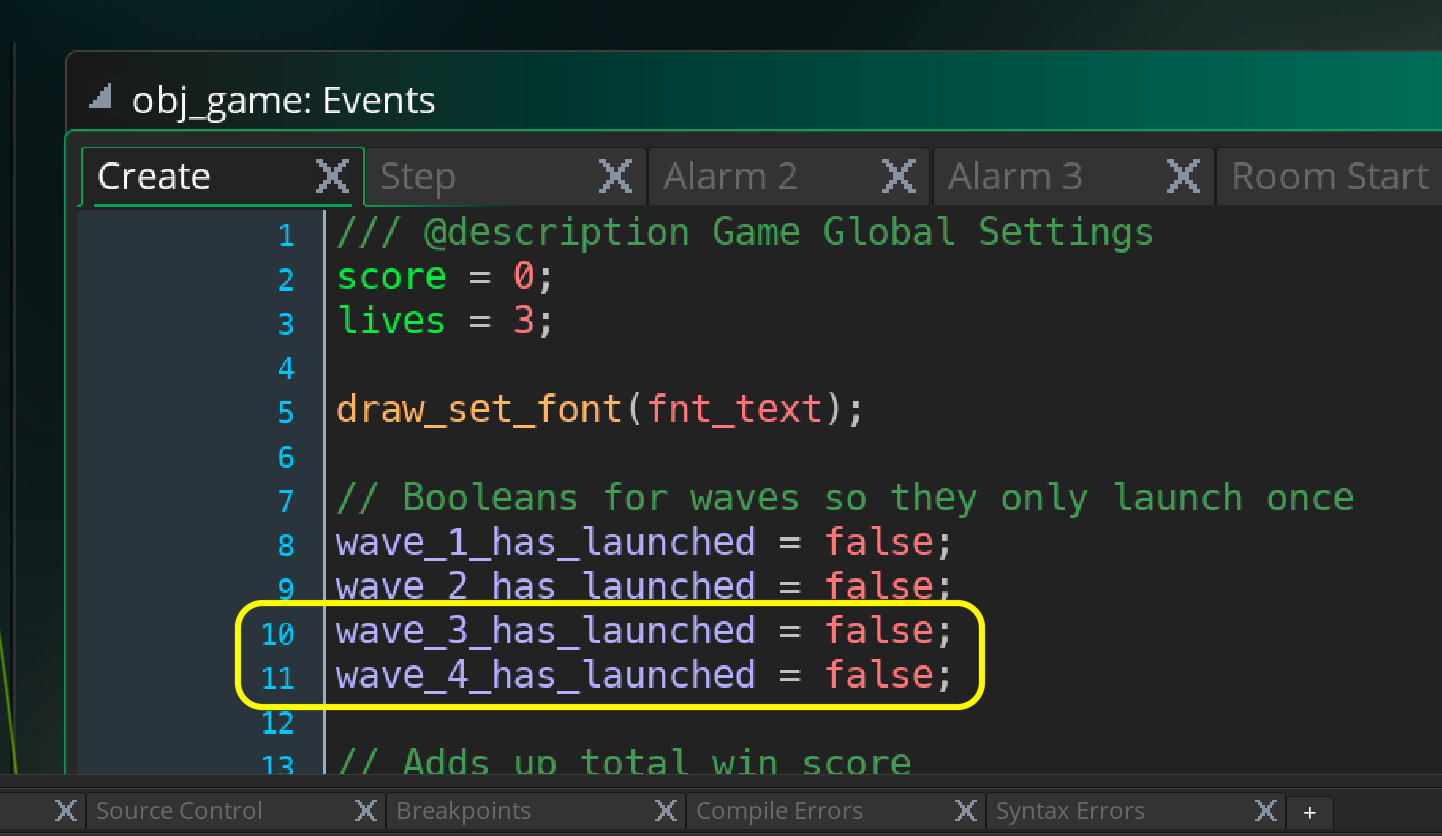 obj_game: Events
Create Step Alarm 2 Alarm 3 Room Start
1 /// @description Game Global Settings
2 score = 0;
3 lives = 3;
4
5 draw_set_font(fnt_text);
6
7 // Booleans for waves so they only launch once
8 wave_1_has_launched = false;
9 wave_2_has_launched = false;
10 wave_3_has_launched = false;
11 wave_4_has_launched = false;
12
13 // Adds up total win score
Source Control Breakpoints Compile Errors Syntax Errors +